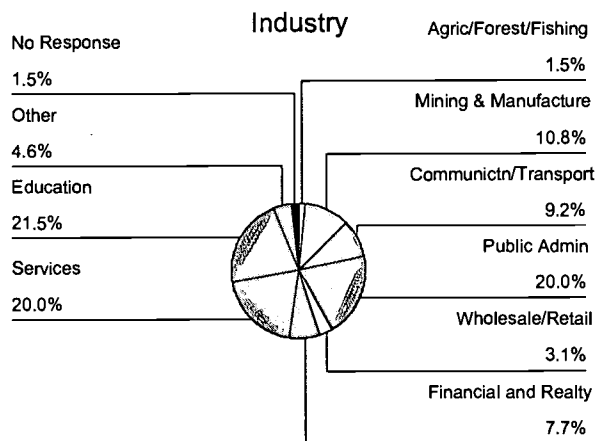 Industry
No Response
1.5%
Other
4.6%
Education
21.5%
Services
20.0%
Agric/Forest/Fishing
1.5%
Mining & Manufacture
10.8%
Communictn/Transport
9.2%
Public Admin
20.0%
Wholesale/Retail
3.1%
Financial and Realty
7.7%